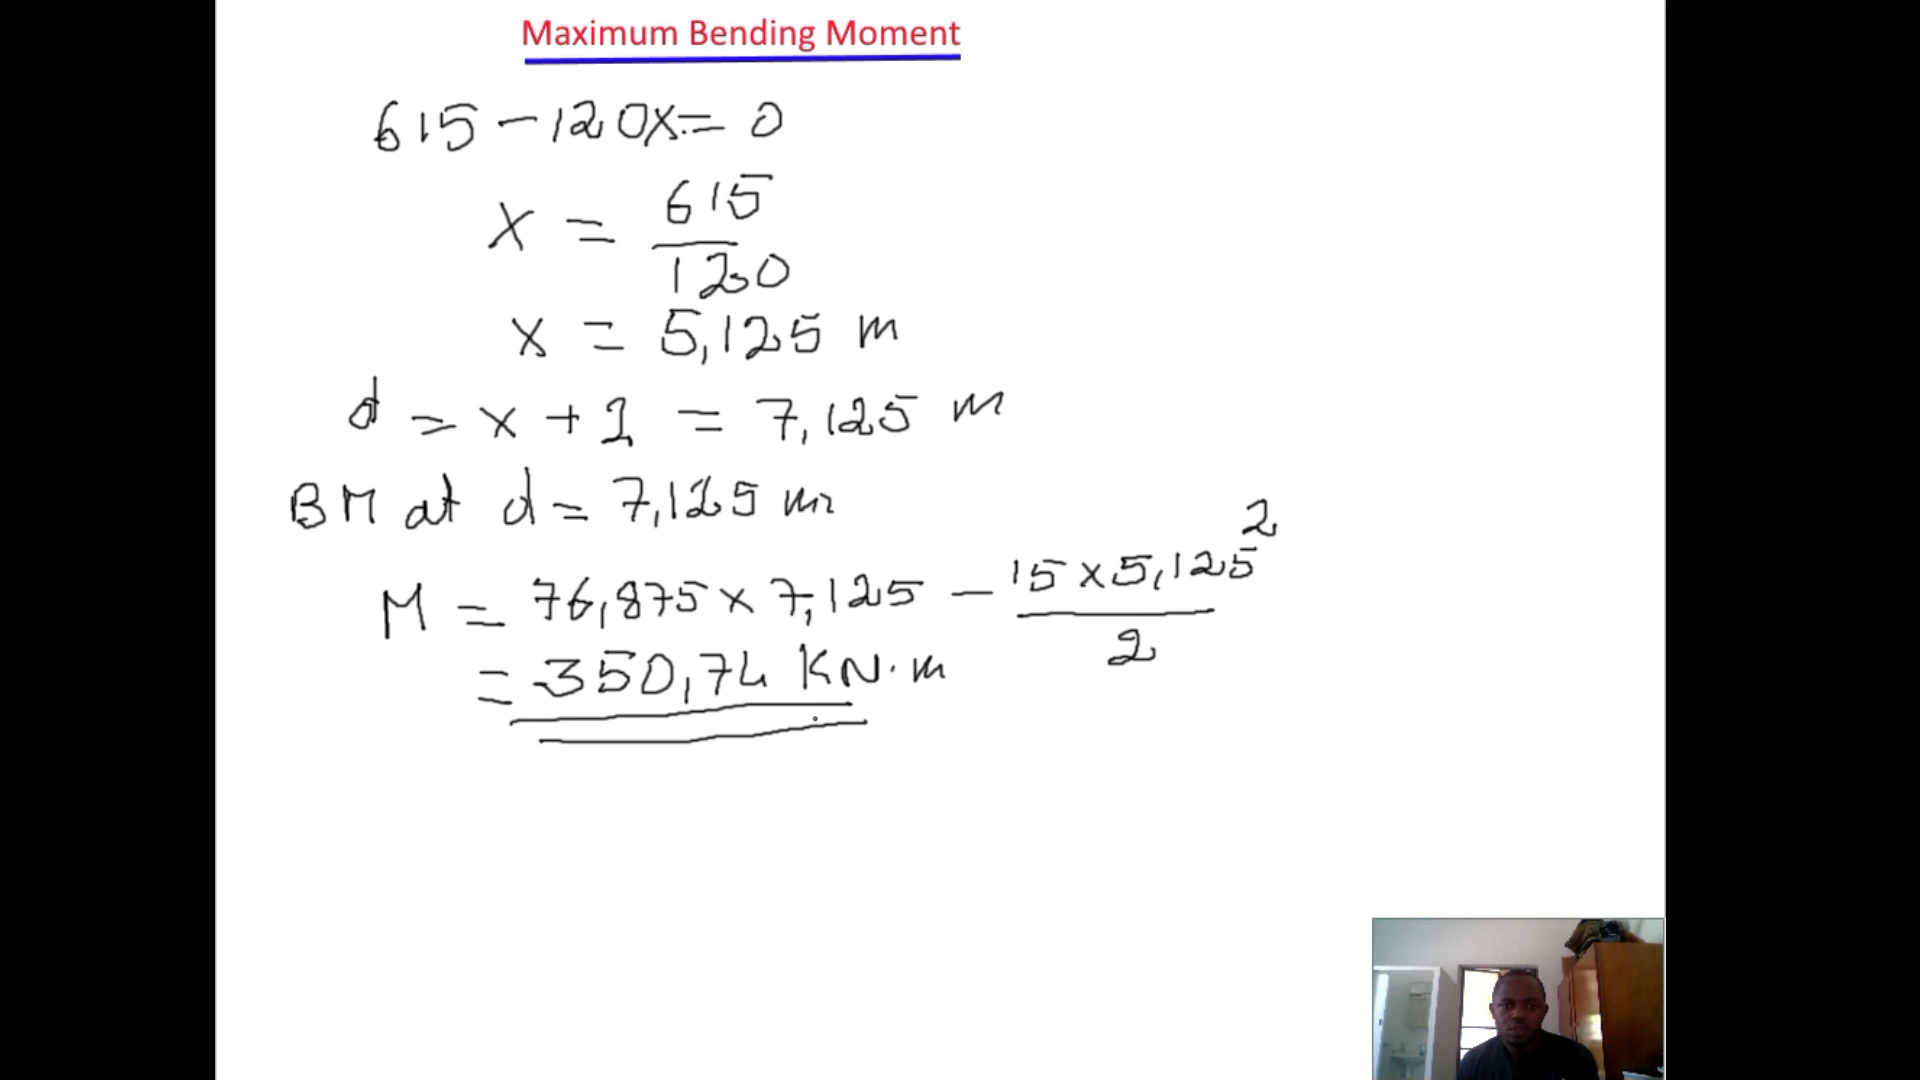 Maximum Bending Moment
615 - 120x = 0
x = 615/120
x = 5,125 m
d = x + 2 = 7,125 m
BM at d = 7,125 m
M = 76,875 x 7,125 - 15 x 5,125²/2
= 350,74 KN.m